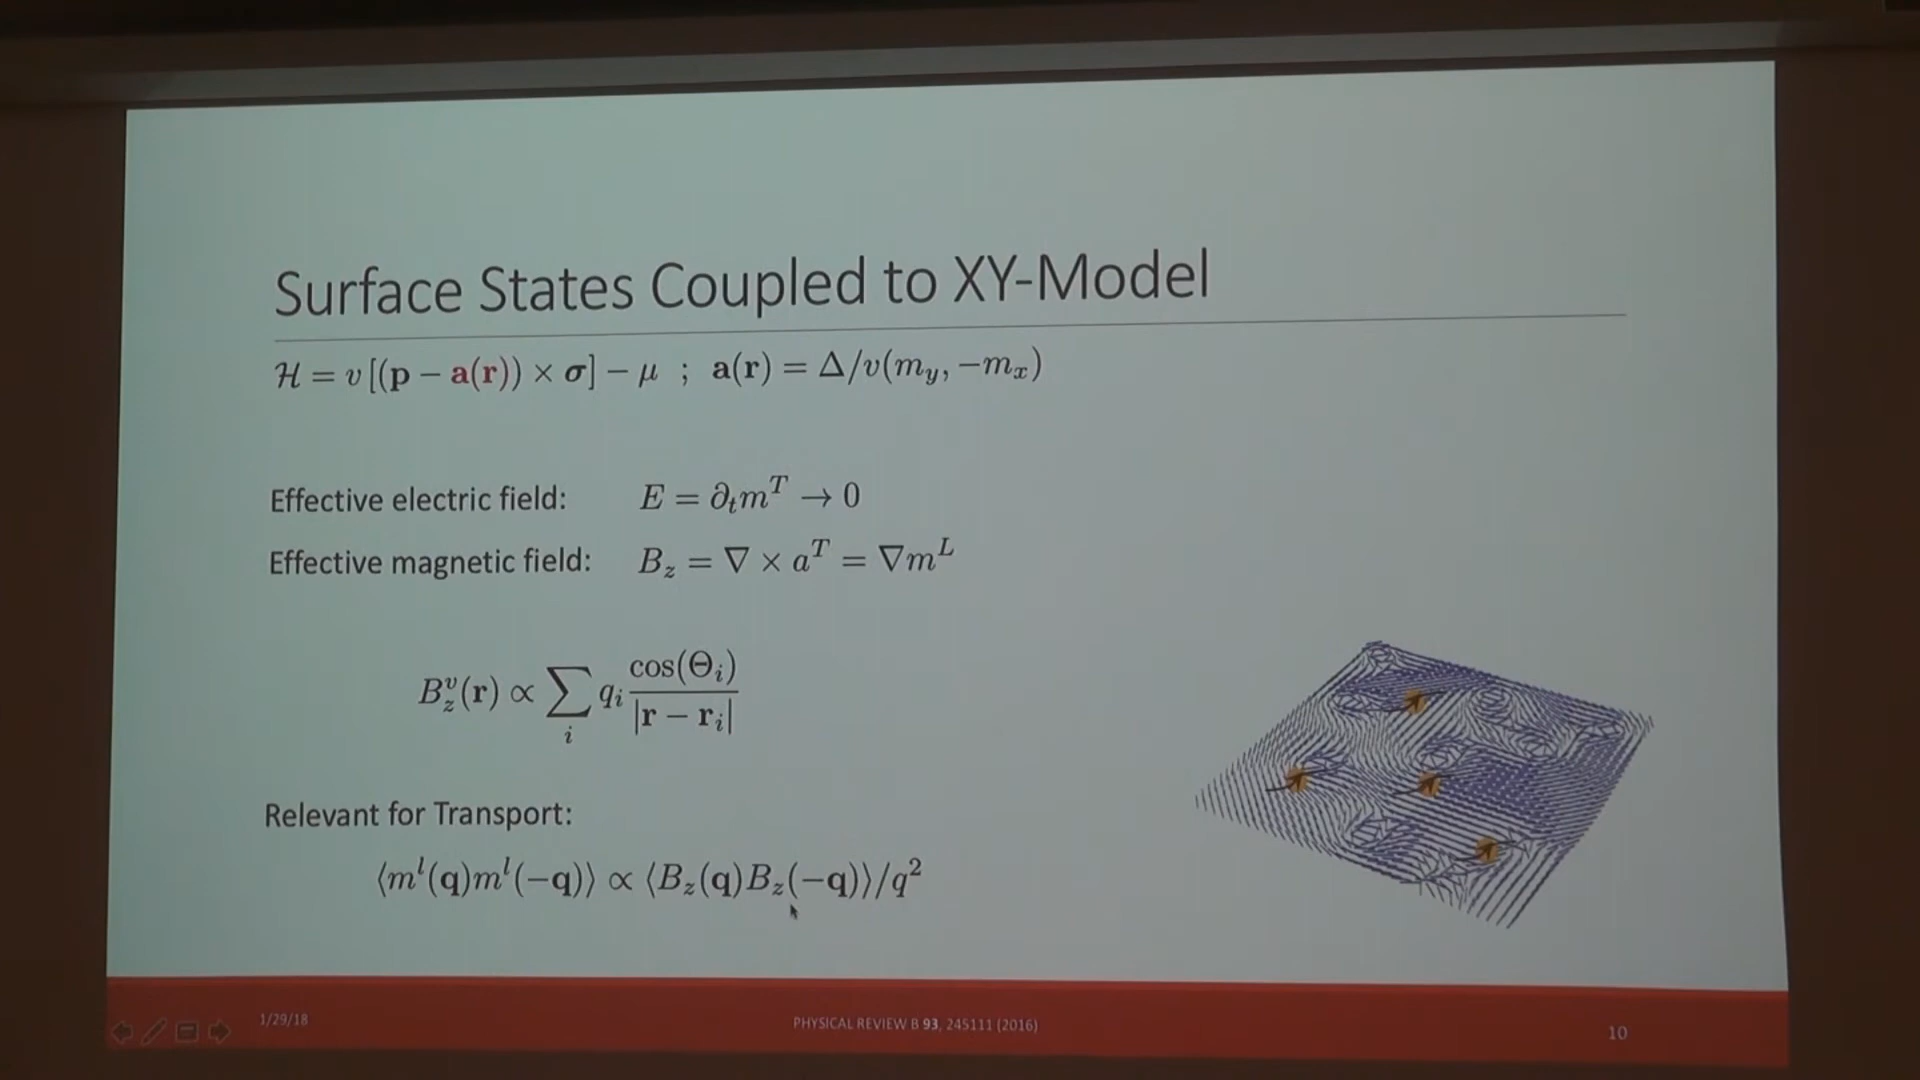 Surface States Coupled to XY-Model
ℋ = v [(p − a(r)) × σ] − μ ; a(r) = Δ/v(m_y, −m_x)
Effective electric field: E = ∂_t m^T → 0
Effective magnetic field: B_z = ∇ × a^T = ∇m^L
B_z^v(r) ∝ ∑_i q_i cos(Θ_i) / |r − r_i|
Relevant for Transport:
⟨m^l(q)m^l(−q)⟩ ∝ ⟨B_z(q)B_z(−q)⟩/q^2
1/29/18
PHYSICAL REVIEW B 93, 245111 (2016)
10